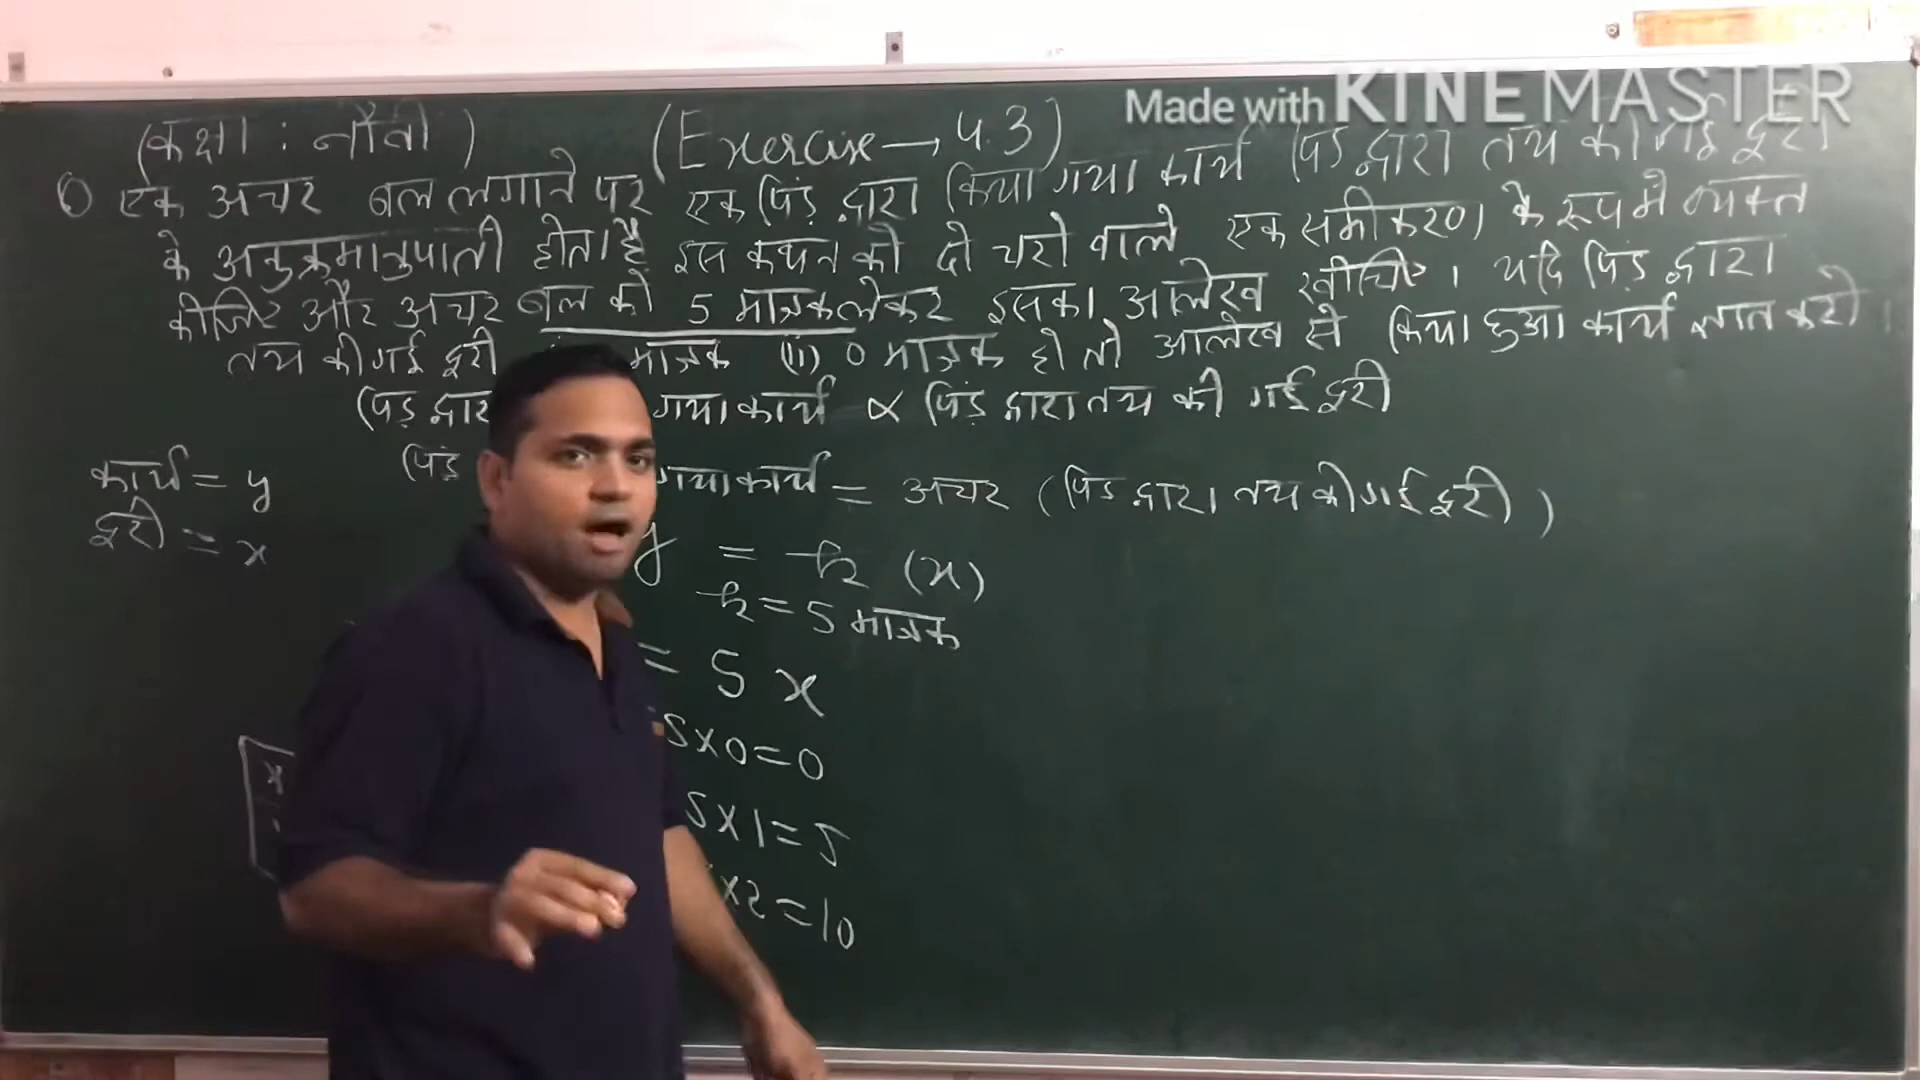 Made with KINEMASTER
(कक्षा : नौवीं) (Exercise → 4.3)
6 एक अचर बल लगाने पर एक पिंड द्वारा किया गया कार्य पिंड द्वारा तय की गई दूरी
के अनुक्रमानुपाती होता है इस कथन को दो चरो वाले एक समीकरण के रूप मे व्यक्त
कीजिए और अचर बल को 5 मात्रक लेकर इसका आलेख खींचिए । यदि पिंड द्वारा
तय की गई दूरी मात्रक (ii) 0 मात्रक हो तो आलेख से किया हुआ कार्य ज्ञात करो ।
पिंड द्वारा गया कार्य ∝ पिंड द्वारा तय की गई दूरी
पिंड गया कार्य = अचर (पिंड द्वारा तय की गई दूरी)
कार्य = y
दूरी = x
y = k (x)
k = 5 मात्रक
= 5 x
5 x 0 = 0
5 x 1 = 5
x 2 = 10
x